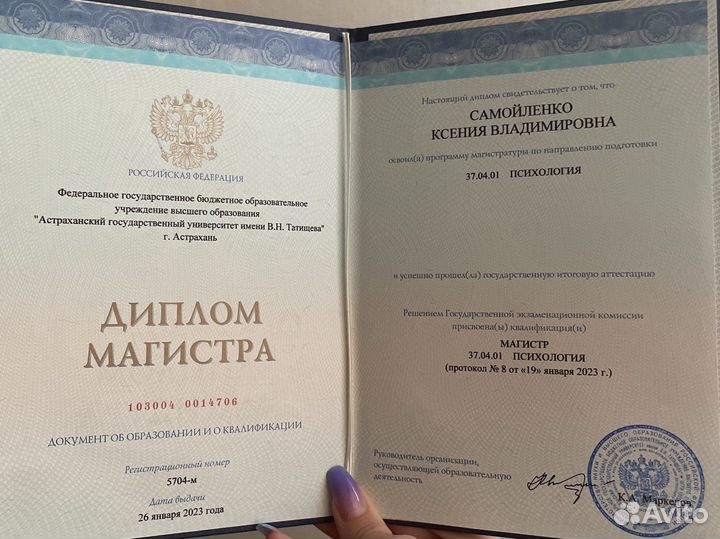 РОССИЙСКАЯ ФЕДЕРАЦИЯ
Федеральное государственное бюджетное образовательное
учреждение высшего образования
"Астраханский государственный университет имени В.Н. Татищева"
г. Астрахань
ДИПЛОМ
МАГИСТРА
103004 0014706
ДОКУМЕНТ ОБ ОБРАЗОВАНИИ И О КВАЛИФИКАЦИИ
Регистрационный номер
5704-м
Дата выдачи
26 января 2023 года
Настоящий диплом свидетельствует о том, что
САМОЙЛЕНКО
КСЕНИЯ ВЛАДИМИРОВНА
освоил(а) программу магистратуры по направлению подготовки
37.04.01 ПСИХОЛОГИЯ
и успешно прошел(ла) государственную итоговую аттестацию
Решением Государственной экзаменационной комиссии
присвоена(ы) квалификация(и)
МАГИСТР
37.04.01 ПСИХОЛОГИЯ
(протокол № 8 от «19» января 2023 г.)
Руководитель организации,
осуществляющей образовательную
деятельность
К.А. Маркелов
Avito